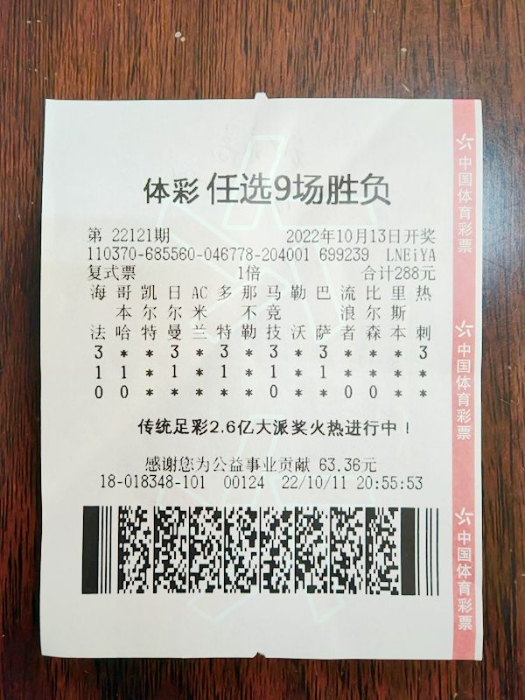 体彩 任选9场胜负
第 22121期 2022年10月13日开奖
110370-685560-046778-204001 699239 LNBiYA
复式票 1倍 合计288元
海 哥 凯 日 AC 多 那 马 勒 巴 流 比 里 热
本 尔 尔 米 不 竞 浪 尔 斯
法 哈 特 曼 兰 特 勒 技 沃 萨 者 森 本 刺
3 * * 3 * 3 * 3 * 3 * * * 3
1 1 * 1 * 1 * 1 * 1 * * * *
0 0 * * * * * 0 * * 0 0 * *
传统足彩2.6亿大派奖火热进行中！
感谢您为公益事业贡献 63.36元
18-018348-101 00124 22/10/11 20:55:53
中国体育彩票
中国体育彩票
中国体育彩票